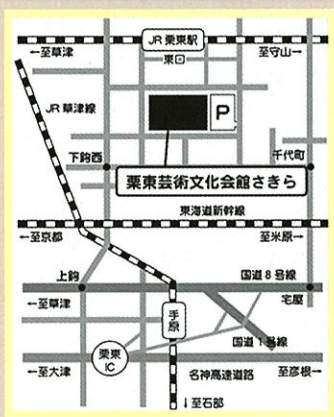 JR栗東駅
←至草津
東口
至守山→
JR草津線
P
下鈎西
千代町
栗東芸術文化会館さきら
東海道新幹線
←至京都
至米原→
上鈎
国道8号線
←至草津
手原
宅屋
国道1号線
栗東
IC
←至大津
名神高速道路
至彦根→
↓至石部